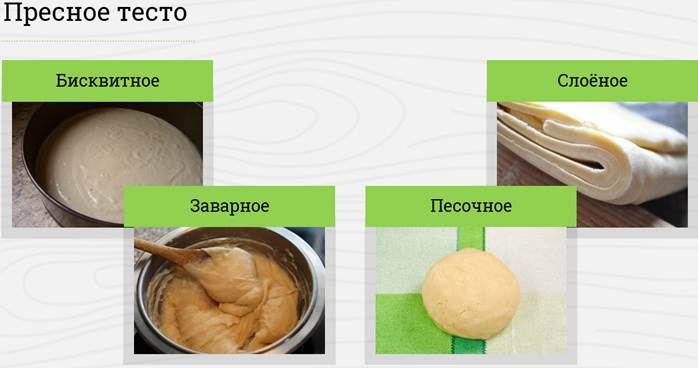 Пресное тесто
Бисквитное
Слоёное
Заварное
Песочное